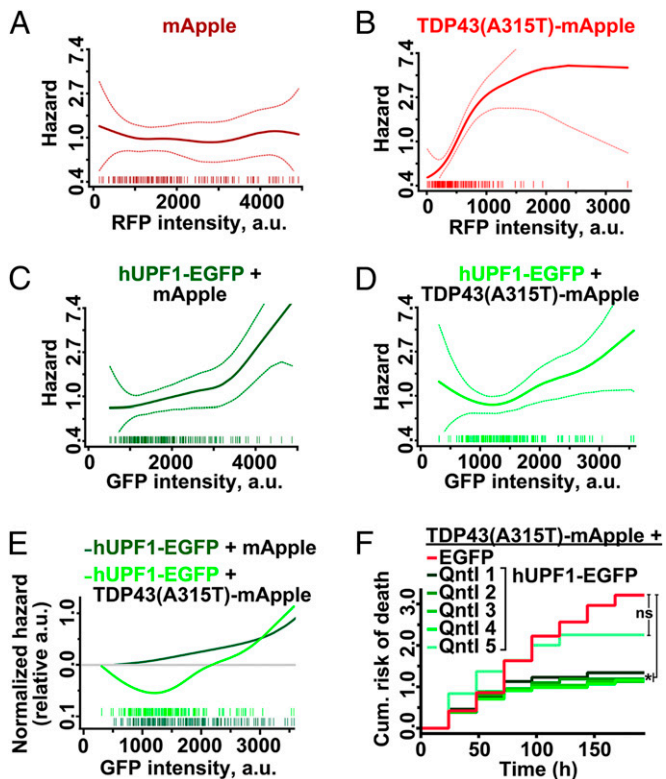 A
mApple
Hazard
7.4
2.7
1.0
0.4
0
2000
4000
RFP intensity, a.u.
B
TDP43(A315T)-mApple
Hazard
7.4
2.7
1.0
0.4
0
1000
2000
3000
RFP intensity, a.u.
C
hUPF1-EGFP +
mApple
Hazard
7.4
2.7
1.0
0.4
0
2000
4000
GFP intensity, a.u.
D
hUPF1-EGFP +
TDP43(A315T)-mApple
Hazard
7.4
2.7
1.0
0.4
0
1000
2000
3000
GFP intensity, a.u.
E
-hUPF1-EGFP + mApple
-hUPF1-EGFP +
TDP43(A315T)-mApple
Normalized hazard
(relative a.u.)
1.0
0.0
0.1
0
1000
2000
3000
GFP intensity, a.u.
F
TDP43(A315T)-mApple +
EGFP
Qntl 1
Qntl 2
Qntl 3
Qntl 4
Qntl 5
hUPF1-EGFP
Cum. risk of death
3.0
2.0
1.0
0.0
ns
*
0
50
100
150
Time (h)